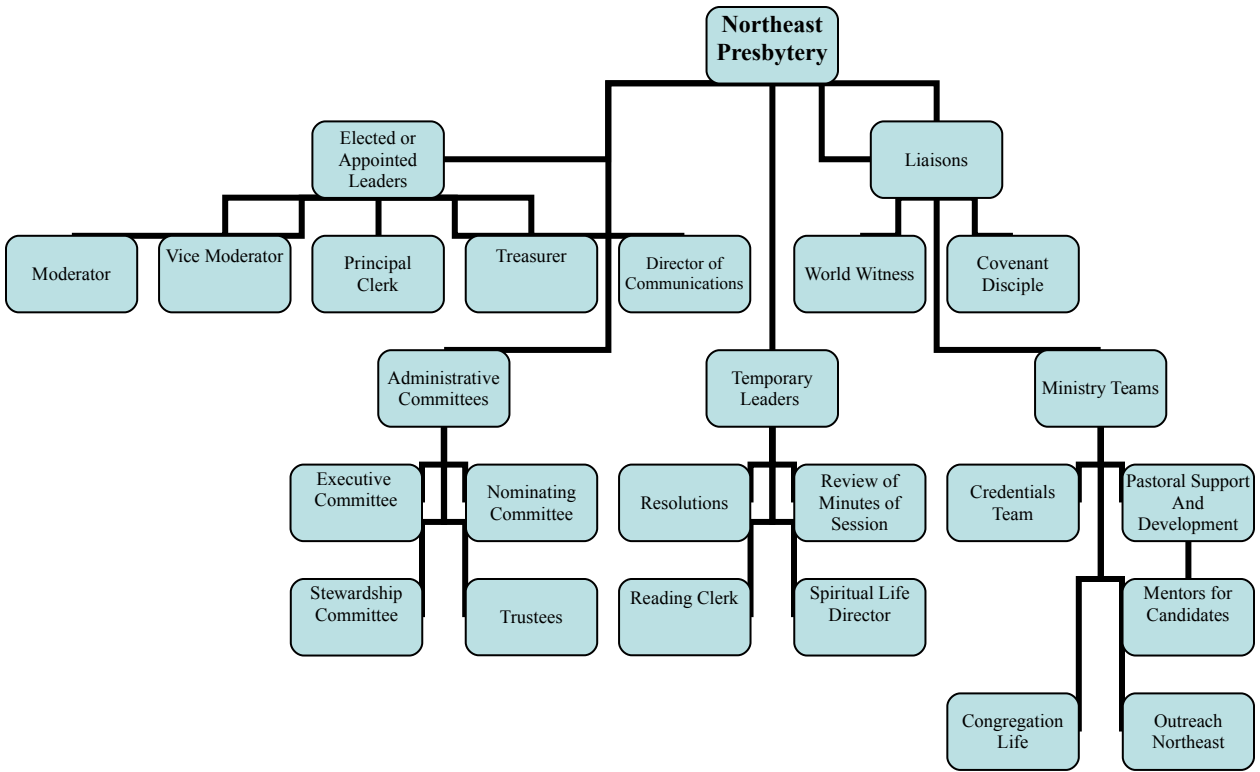 Northeast
Presbytery
Elected or
Appointed
Leaders
Liaisons
Moderator
Vice Moderator
Principal
Clerk
Treasurer
Director of
Communications
World Witness
Covenant
Disciple
Administrative
Committees
Temporary
Leaders
Ministry Teams
Executive
Committee
Nominating
Committee
Resolutions
Review of
Minutes of
Session
Credentials
Team
Pastoral Support
And
Development
Stewardship
Committee
Trustees
Reading Clerk
Spiritual Life
Director
Mentors for
Candidates
Congregation
Life
Outreach
Northeast